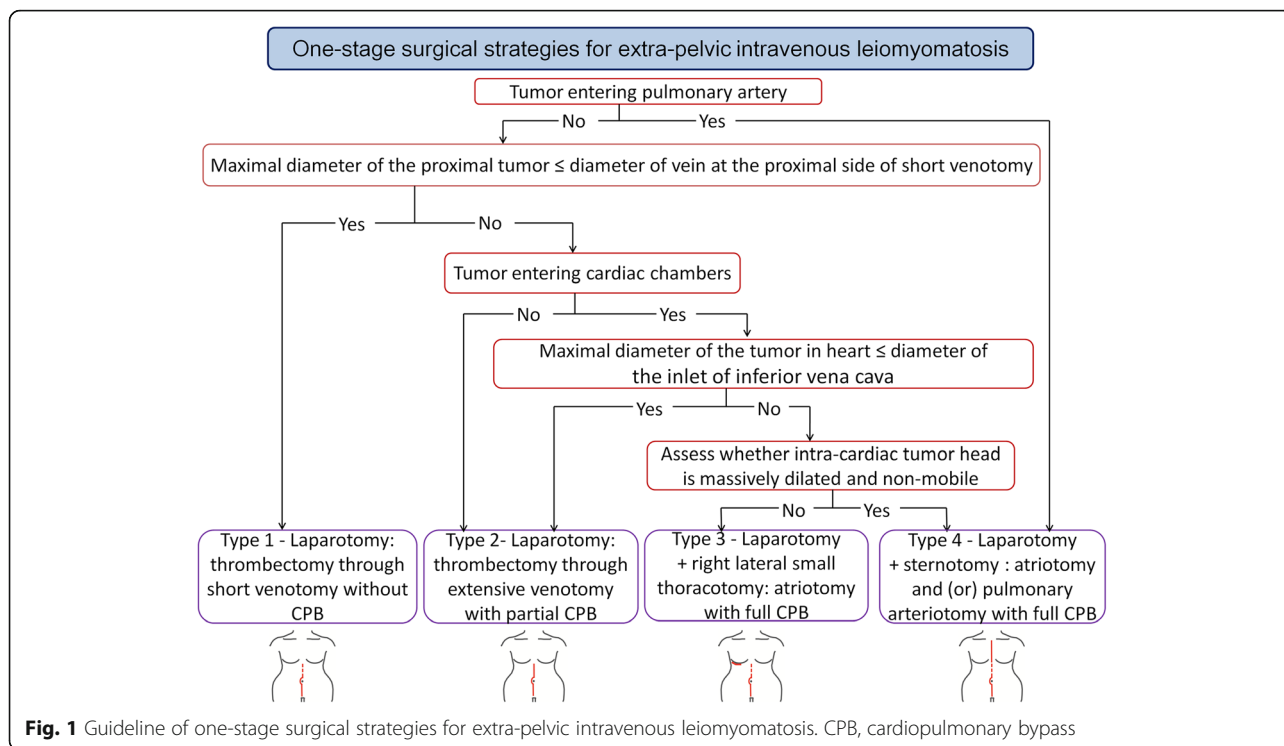 One-stage surgical strategies for extra-pelvic intravenous leiomyomatosis
Tumor entering pulmonary artery
No
Yes
Maximal diameter of the proximal tumor ≤ diameter of vein at the proximal side of short venotomy
Yes
No
Tumor entering cardiac chambers
No
Yes
Maximal diameter of the tumor in heart ≤ diameter of
the inlet of inferior vena cava
Yes
No
Assess whether intra-cardiac tumor head
is massively dilated and non-mobile
No
Yes
Type 1 - Laparotomy:
thrombectomy through
short venotomy without
CPB
Type 2- Laparotomy:
thrombectomy through
extensive venotomy
with partial CPB
Type 3 - Laparotomy
+ right lateral small
thoracotomy: atriotomy
with full CPB
Type 4 - Laparotomy
+ sternotomy : atriotomy
and (or) pulmonary
arteriotomy with full CPB
Fig. 1 Guideline of one-stage surgical strategies for extra-pelvic intravenous leiomyomatosis. CPB, cardiopulmonary bypass